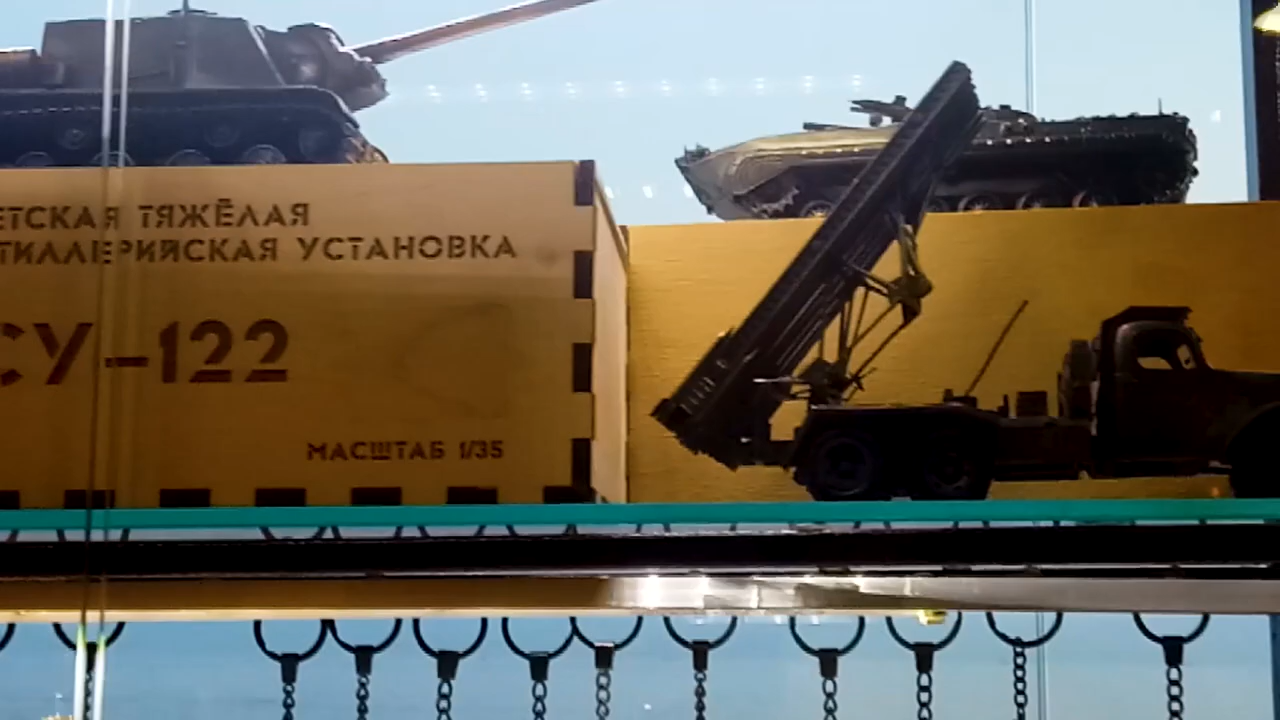 ЕТСКАЯ ТЯЖЁЛАЯ
ТИЛЛЕРИЙСКАЯ УСТАНОВКА
СУ-122
МАСШТАБ 1/35